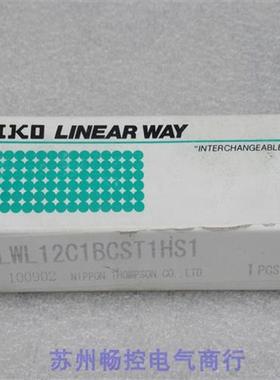 IKO LINEAR WAY
"INTERCHANGEABLE
LWL12C1BCST1HS1
100902 NIPPON THOMPSON CO.,LTD 1 PCS
苏州畅控电气商行